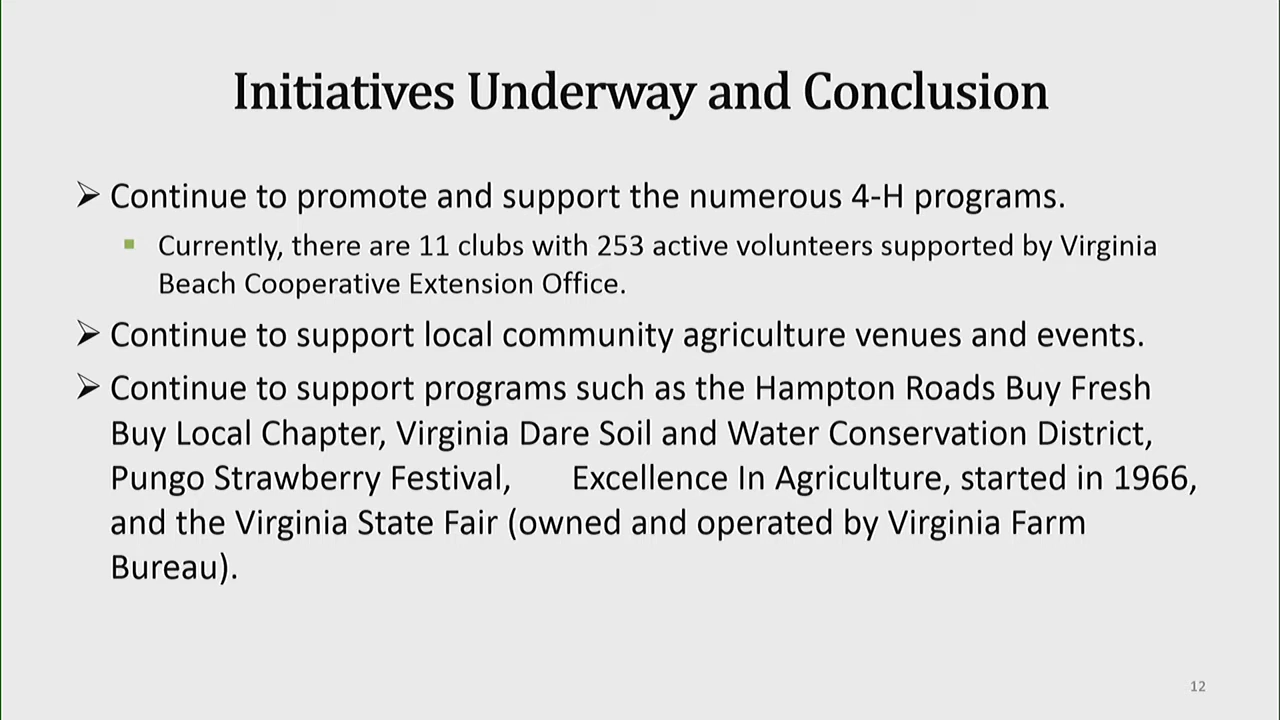 Initiatives Underway and Conclusion
➢ Continue to promote and support the numerous 4-H programs.
▪ Currently, there are 11 clubs with 253 active volunteers supported by Virginia
Beach Cooperative Extension Office.
➢ Continue to support local community agriculture venues and events.
➢ Continue to support programs such as the Hampton Roads Buy Fresh
Buy Local Chapter, Virginia Dare Soil and Water Conservation District,
Pungo Strawberry Festival,      Excellence In Agriculture, started in 1966,
and the Virginia State Fair (owned and operated by Virginia Farm
Bureau).
12